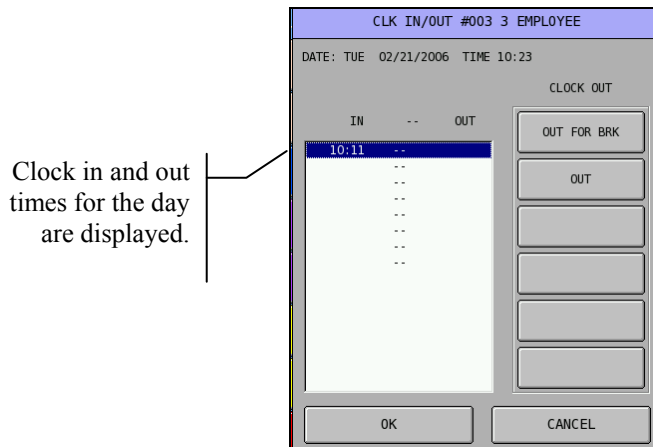 CLK IN/OUT #003 3 EMPLOYEE
DATE: TUE 02/21/2006 TIME 10:23
CLOCK OUT
IN -- OUT
10:11 --
--
--
--
--
--
--
--
OUT FOR BRK
OUT
OK
CANCEL
Clock in and out
times for the day
are displayed.